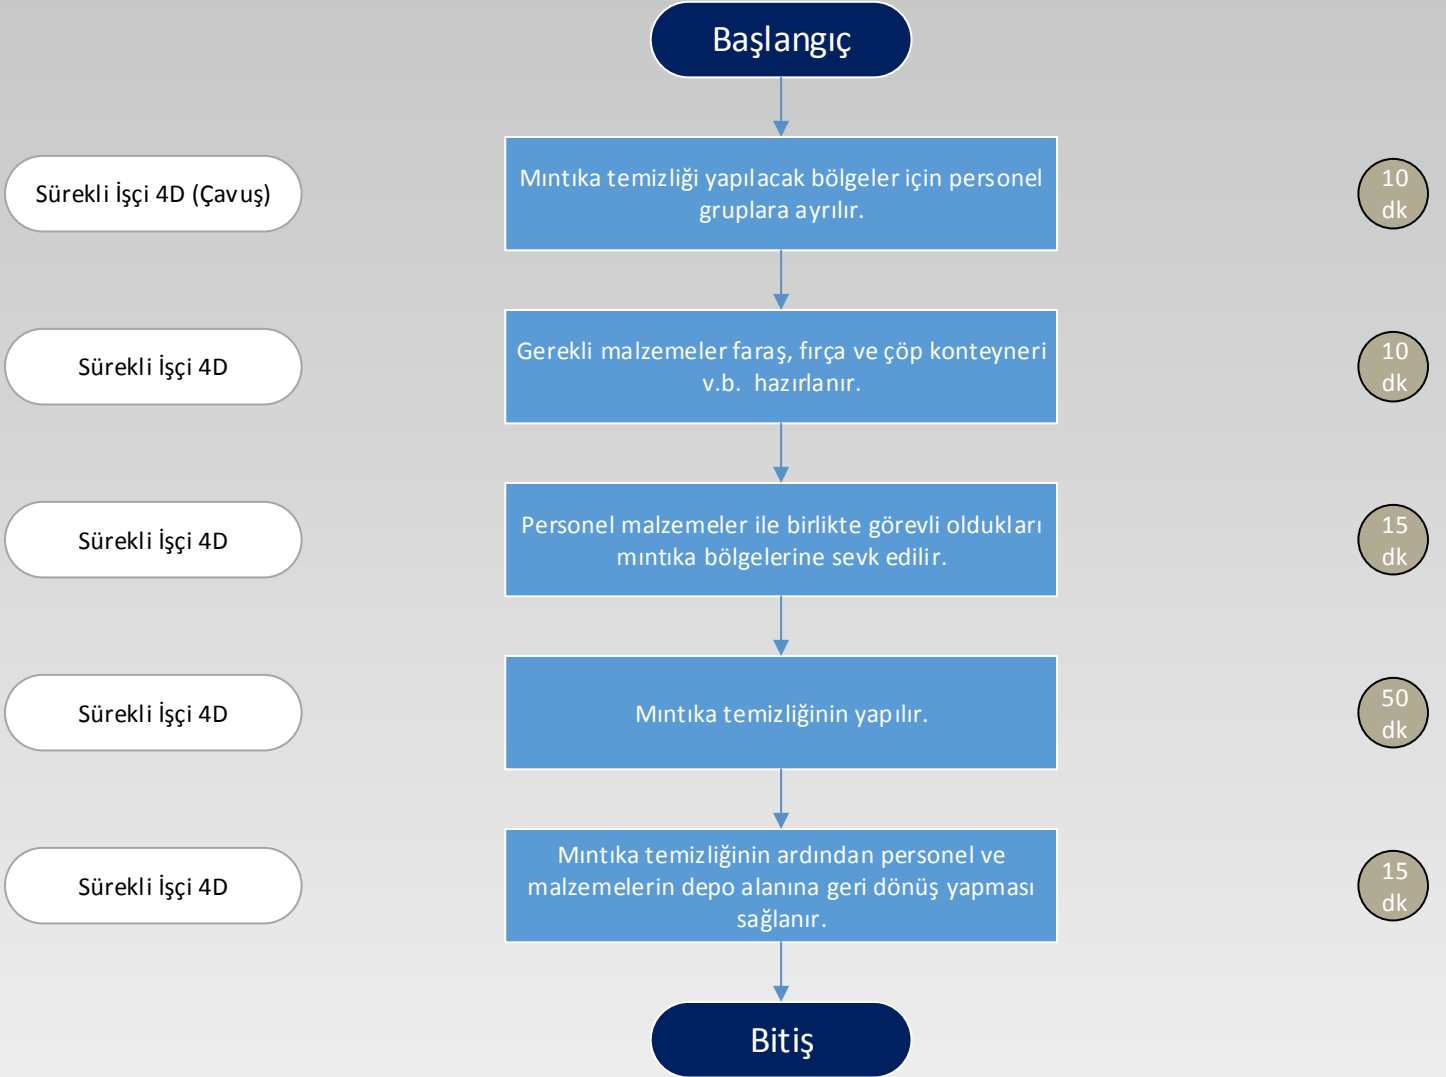 Başlangıç
Sürekli İşçi 4D (Çavuş)
Mıntıka temizliği yapılacak bölgeler için personel
gruplara ayrılır.
10
dk
Sürekli İşçi 4D
Gerekli malzemeler faraş, fırça ve çöp konteyneri
v.b. hazırlanır.
10
dk
Sürekli İşçi 4D
Personel malzemeler ile birlikte görevli oldukları
mıntıka bölgelerine sevk edilir.
15
dk
Sürekli İşçi 4D
Mıntıka temizliğinin yapılır.
50
dk
Sürekli İşçi 4D
Mıntıka temizliğinin ardından personel ve
malzemelerin depo alanına geri dönüş yapması
sağlanır.
15
dk
Bitiş